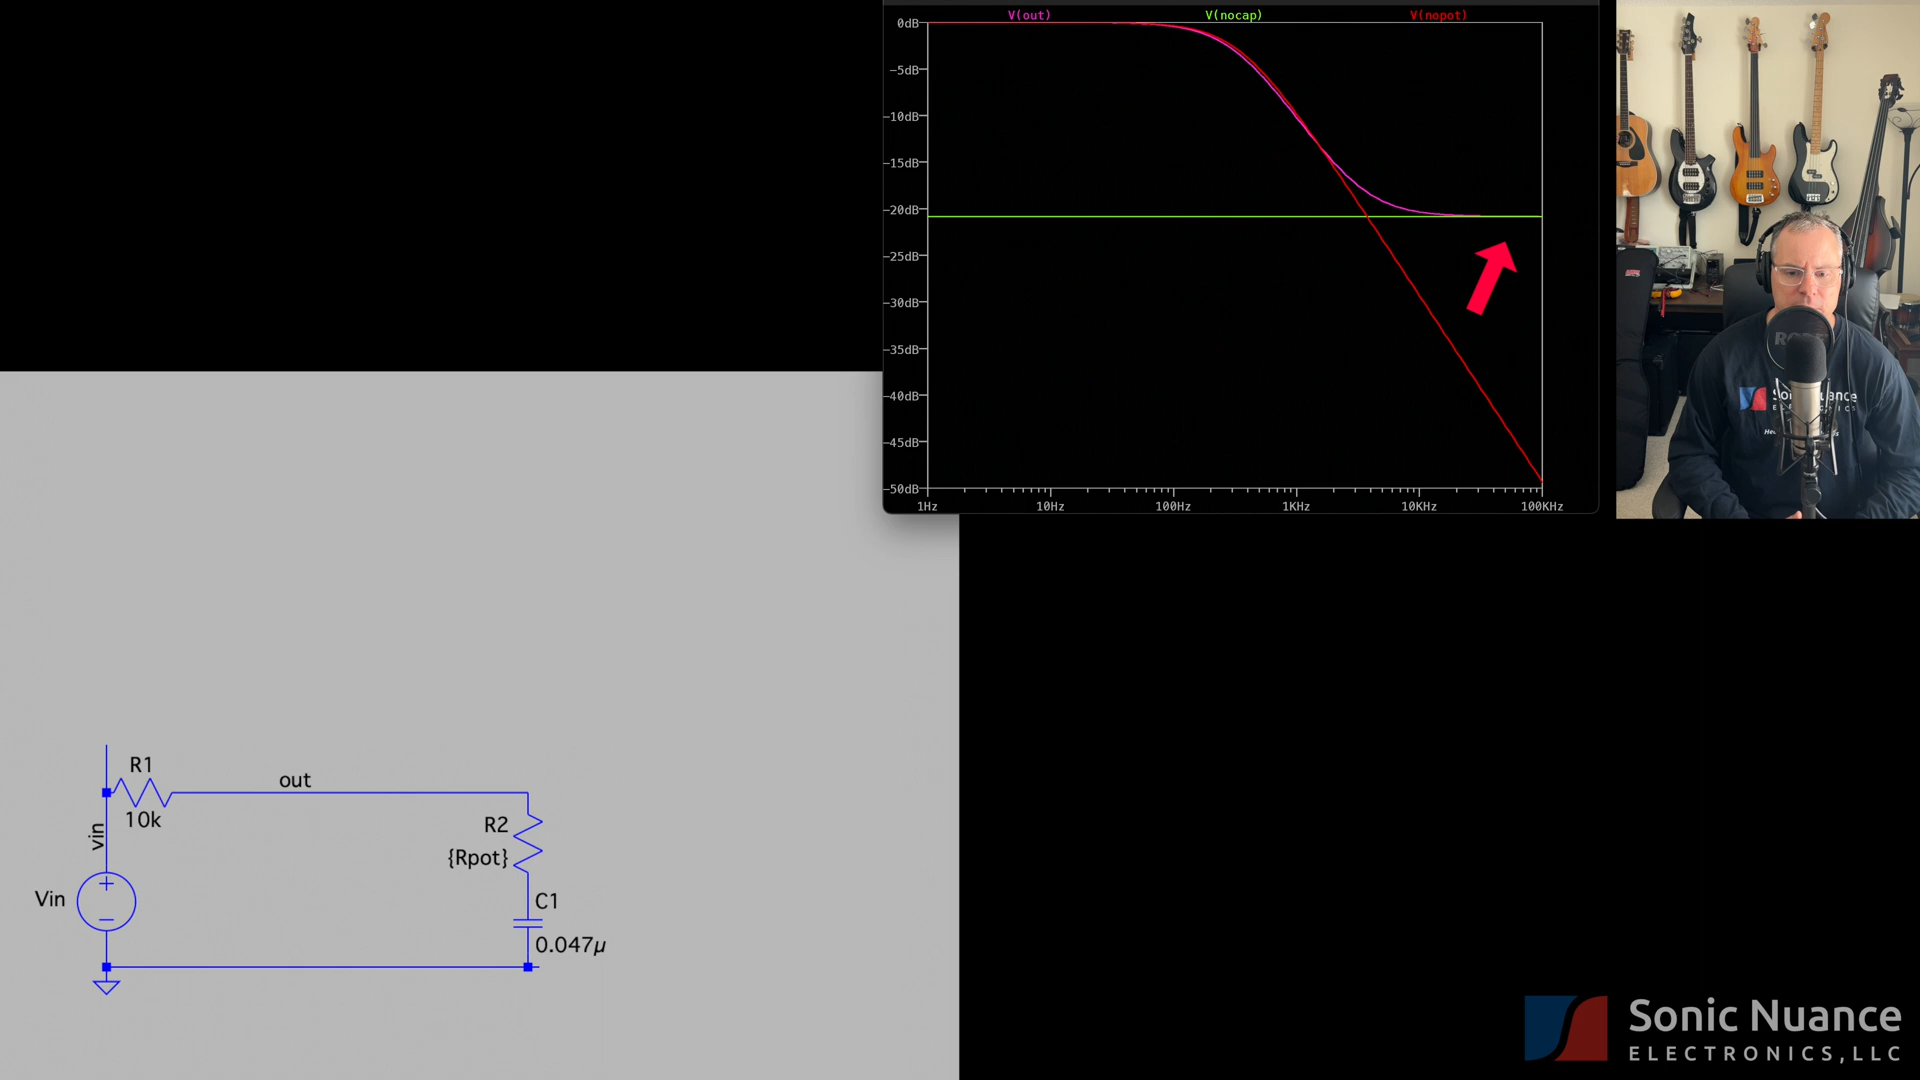 V(out) V(nocap) V(nopot)
0dB
-5dB
-10dB
-15dB
-20dB
-25dB
-30dB
-35dB
-40dB
-45dB
-50dB
1Hz 10Hz 100Hz 1KHz 10KHz 100KHz
R1
10k
out
vin
Vin
R2
{Rpot}
C1
0.047µ
Sonic Nuance
ELECTRONICS,LLC